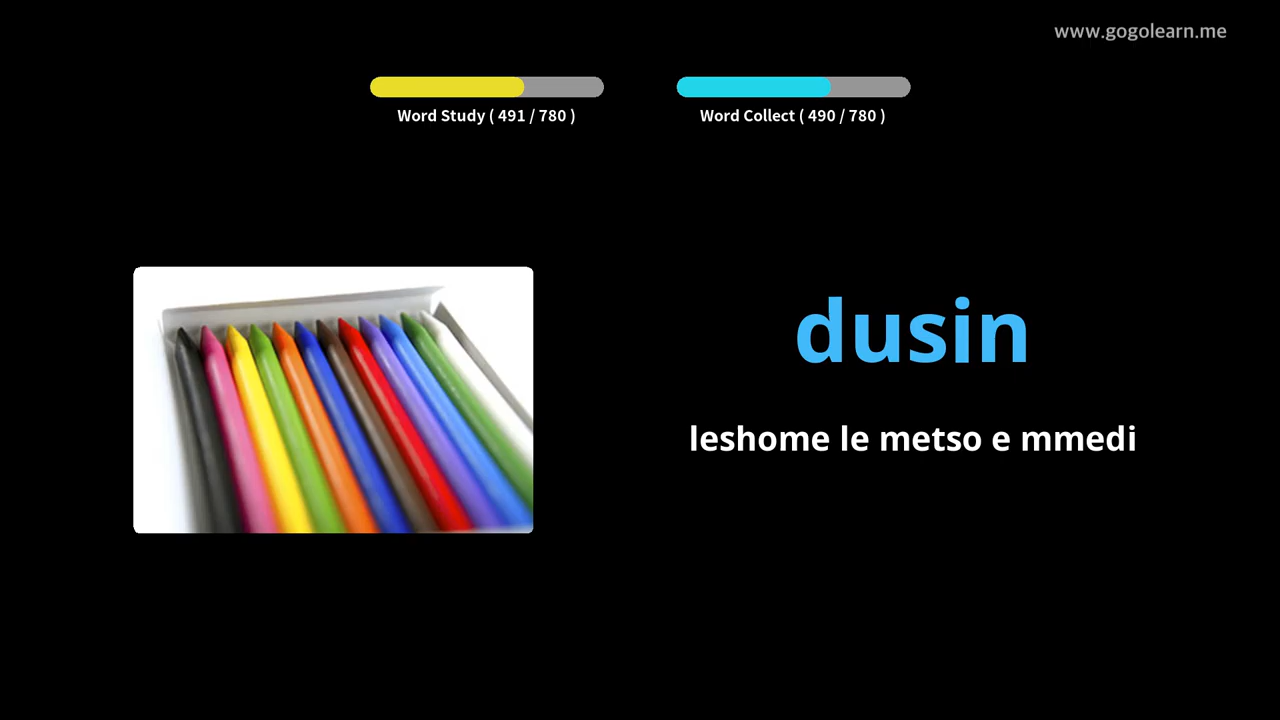 www.gogolearn.me
Word Study ( 491 / 780 )
Word Collect ( 490 / 780 )
dusin
leshome le metso e mmedi